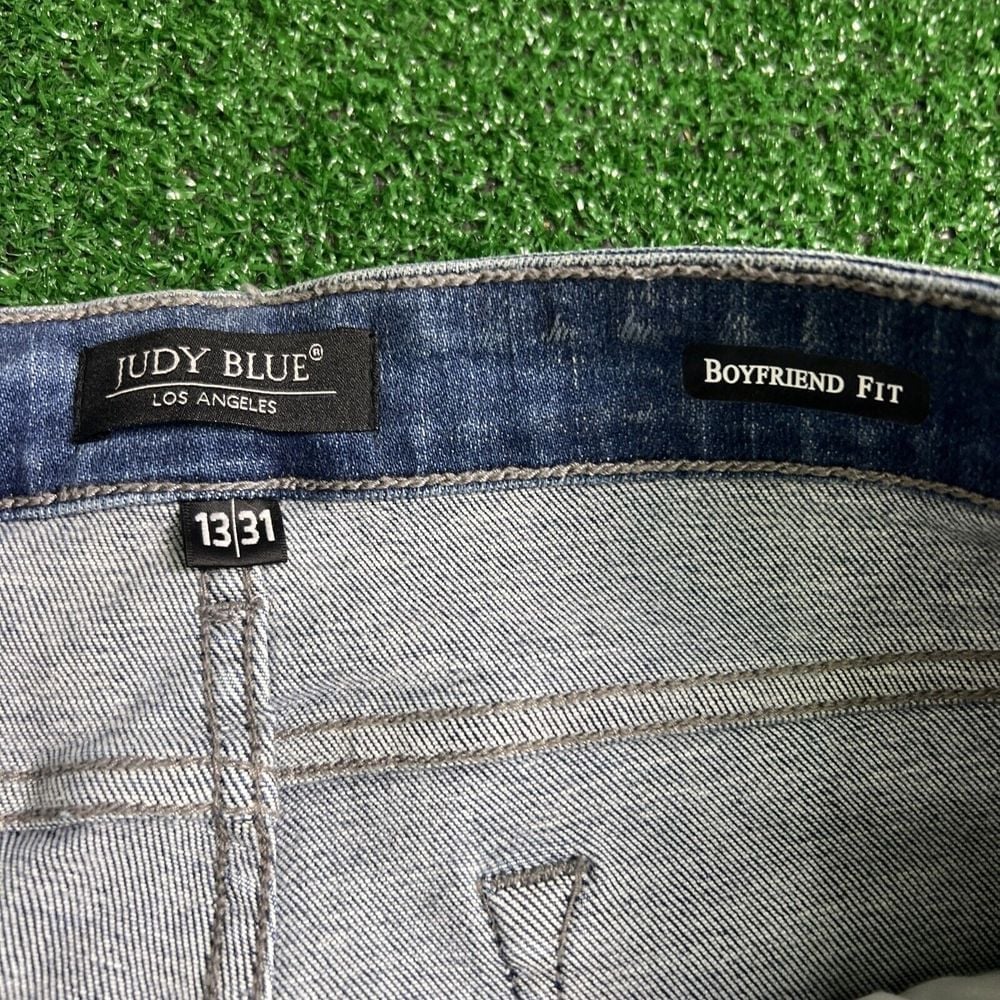 JUDY BLUE®
LOS ANGELES
BOYFRIEND FIT
13|31